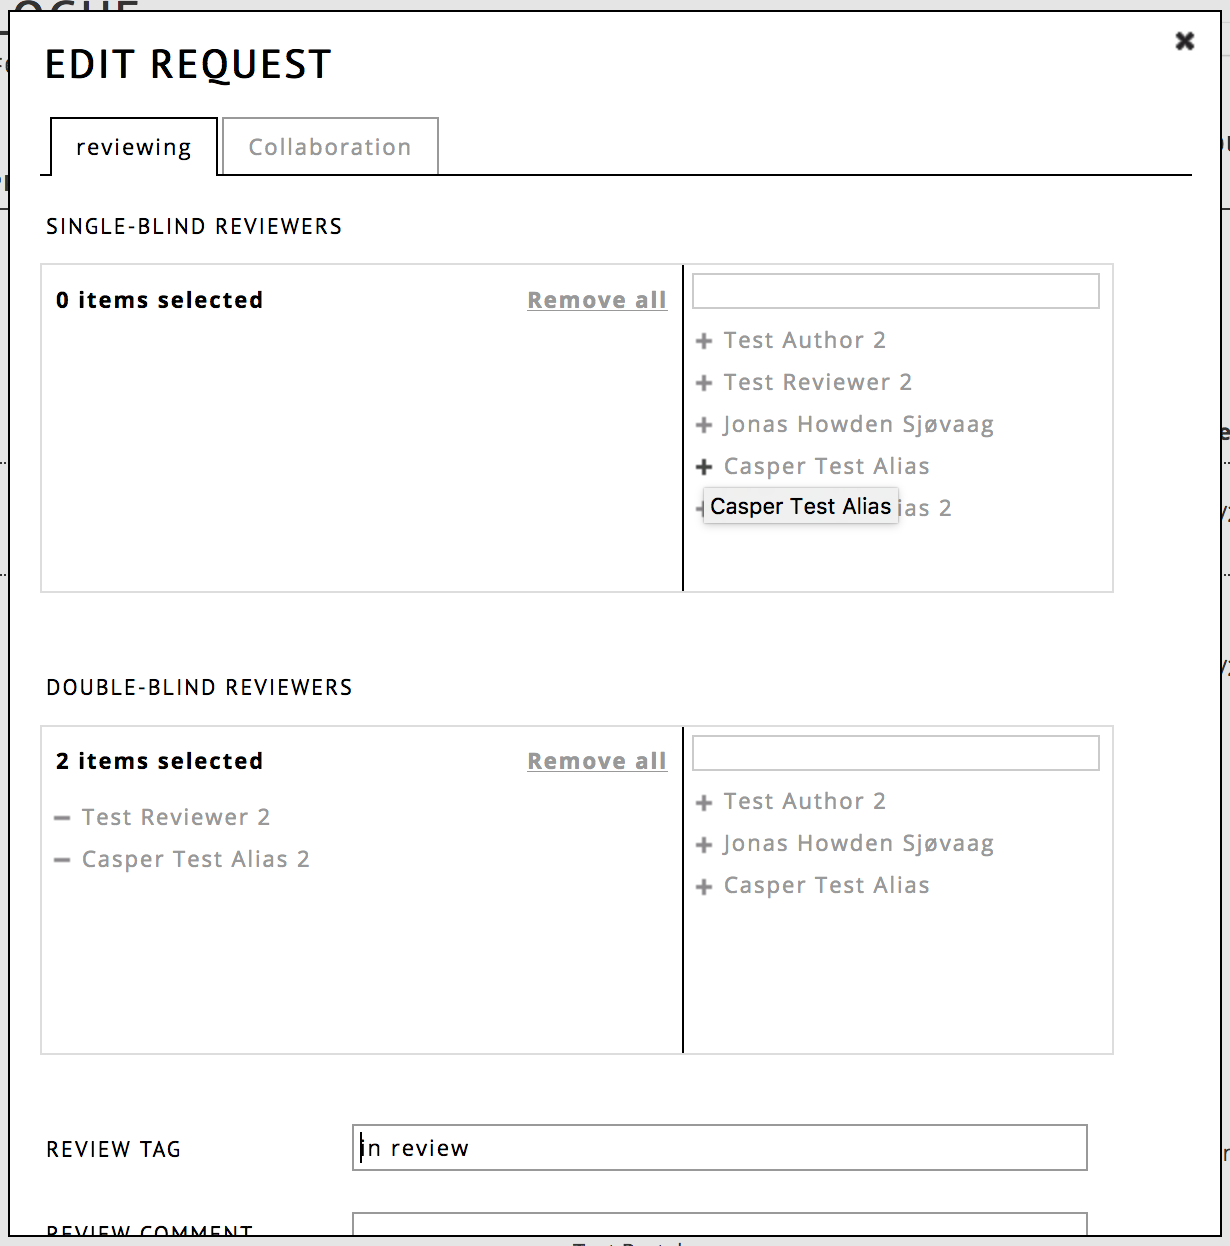 EDIT REQUEST
reviewing
Collaboration
SINGLE-BLIND REVIEWERS
0 items selected
Remove all
Test Author 2
Test Reviewer 2
Jonas Howden Sjøvaag
Casper Test Alias
Casper Test Alias
ias 2
DOUBLE-BLIND REVIEWERS
2 items selected
Remove all
Test Reviewer 2
Casper Test Alias 2
Test Author 2
Jonas Howden Sjøvaag
Casper Test Alias
REVIEW TAG
in review
REVIEW COMMENT